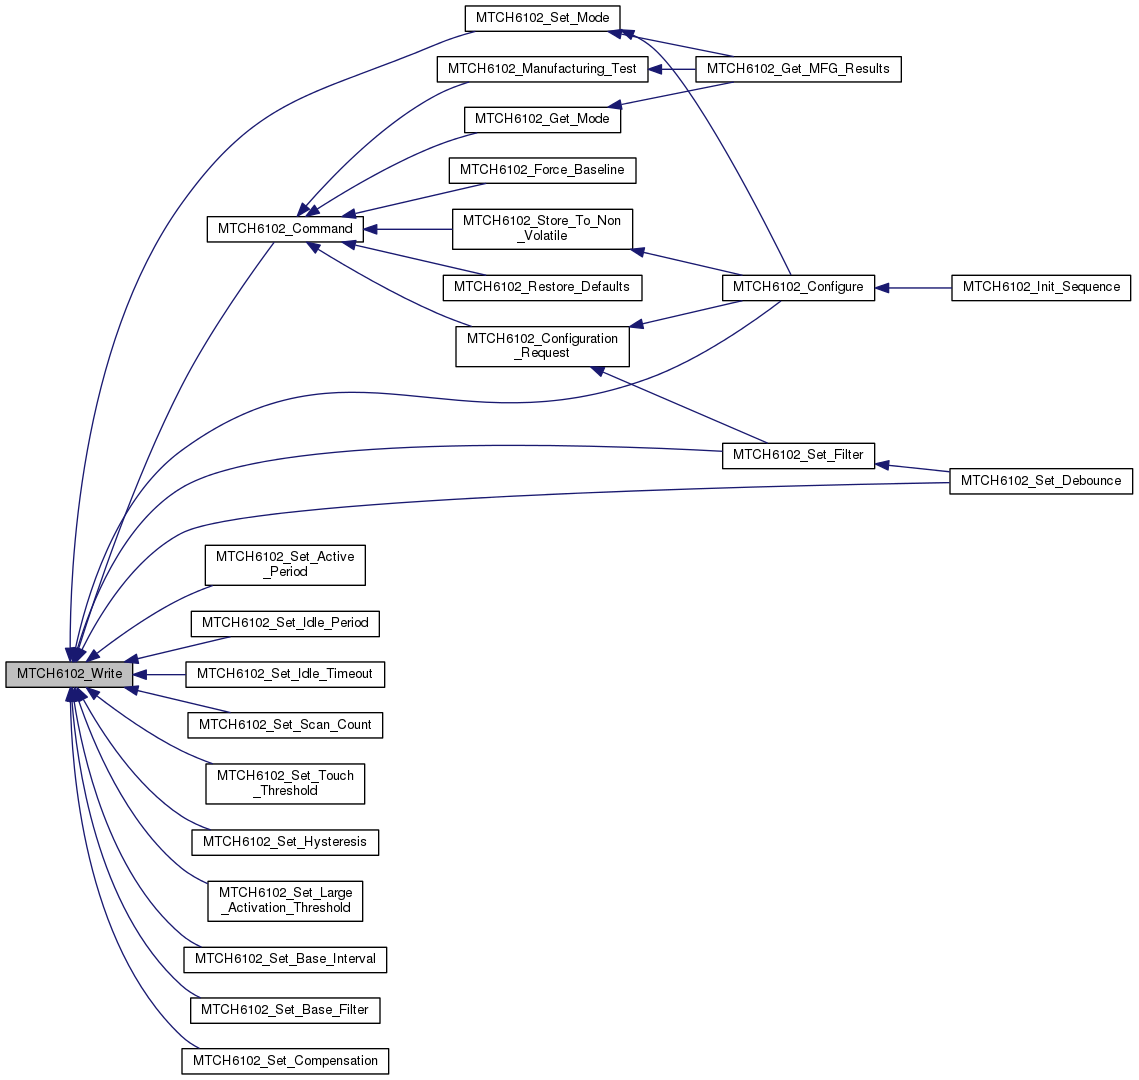 MTCH6102_Set_Mode
MTCH6102_Manufacturing_Test
MTCH6102_Get_MFG_Results
MTCH6102_Get_Mode
MTCH6102_Force_Baseline
MTCH6102_Command
MTCH6102_Store_To_Non
_Volatile
MTCH6102_Restore_Defaults
MTCH6102_Configure
MTCH6102_Init_Sequence
MTCH6102_Configuration
_Request
MTCH6102_Set_Filter
MTCH6102_Set_Debounce
MTCH6102_Set_Active
_Period
MTCH6102_Set_Idle_Period
MTCH6102_Write
MTCH6102_Set_Idle_Timeout
MTCH6102_Set_Scan_Count
MTCH6102_Set_Touch
_Threshold
MTCH6102_Set_Hysteresis
MTCH6102_Set_Large
_Activation_Threshold
MTCH6102_Set_Base_Interval
MTCH6102_Set_Base_Filter
MTCH6102_Set_Compensation